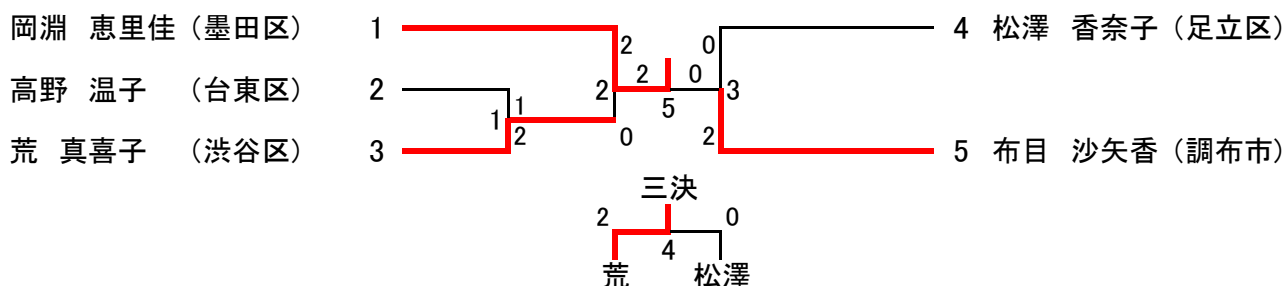 岡淵 恵里佳（墨田区） 1
2
0
4 松澤 香奈子（足立区）
2
0
高野 温子 （台東区） 2
2
3
1
1
5
2
0
2
荒 真喜子 （渋谷区） 3
5 布目 沙矢香（調布市）
三決
2
0
4
荒
松澤